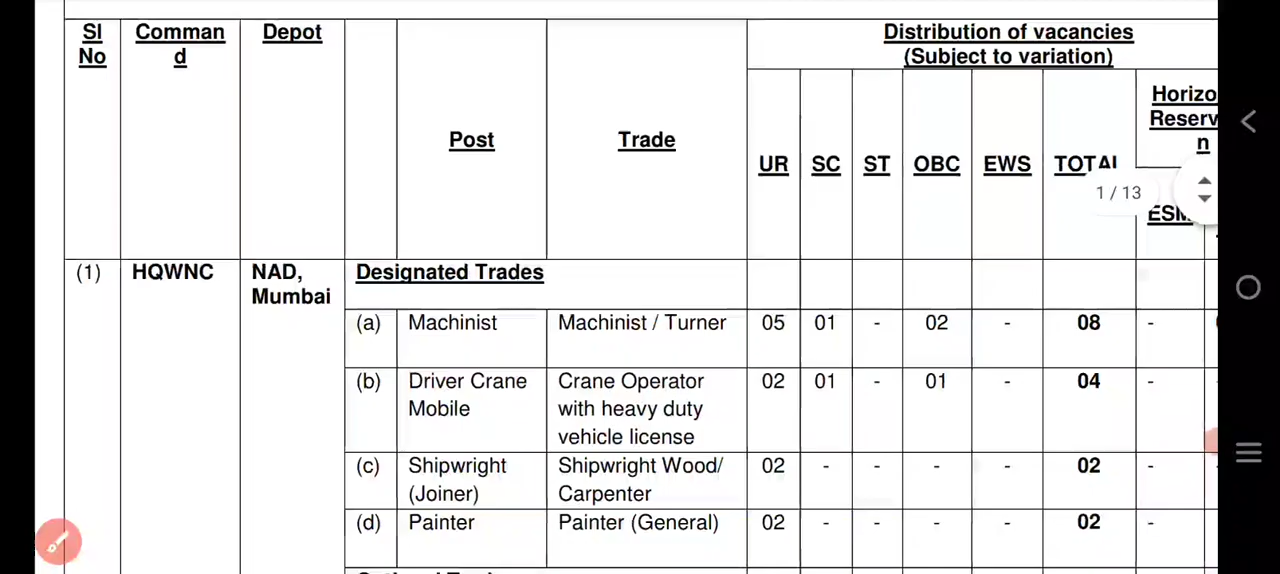 Sl No Comman d Depot Post Trade Distribution of vacancies
(Subject to variation)
UR SC ST OBC EWS TOTAL
1 / 13
(1) HQWNC NAD, Mumbai Designated Trades
(a) Machinist Machinist / Turner 05 01 - 02 - 08 -
(b) Driver Crane Mobile Crane Operator with heavy duty vehicle license 02 01 - 01 - 04 -
(c) Shipwright (Joiner) Shipwright Wood/ Carpenter 02 - - - - 02 -
(d) Painter Painter (General) 02 - - - - 02 -